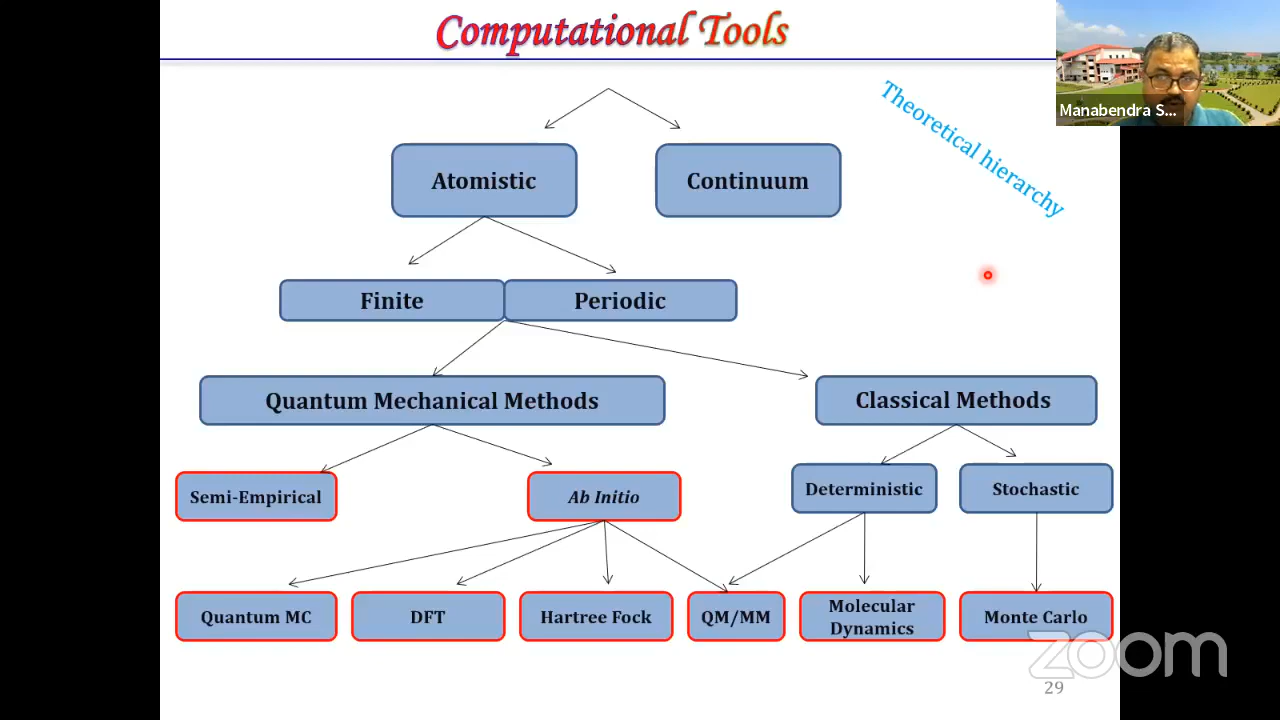 Computational Tools
Manabendra S...
Theoretical hierarchy
Atomistic
Continuum
Finite
Periodic
Quantum Mechanical Methods
Classical Methods
Semi-Empirical
Ab Initio
Deterministic
Stochastic
Quantum MC
DFT
Hartree Fock
QM/MM
Molecular
Dynamics
Monte Carlo
zoom
29